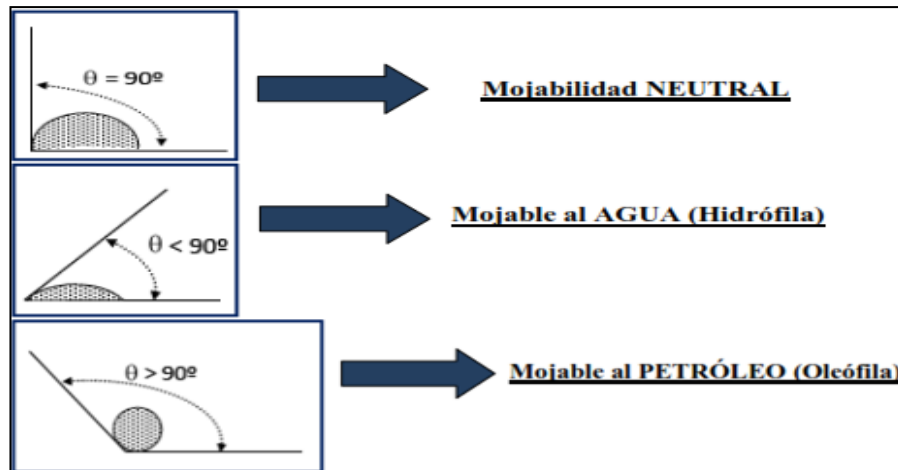 θ = 90º
Mojabilidad NEUTRAL
θ < 90º
Mojable al AGUA (Hidrófila)
θ > 90º
Mojable al PETRÓLEO (Oleófila)